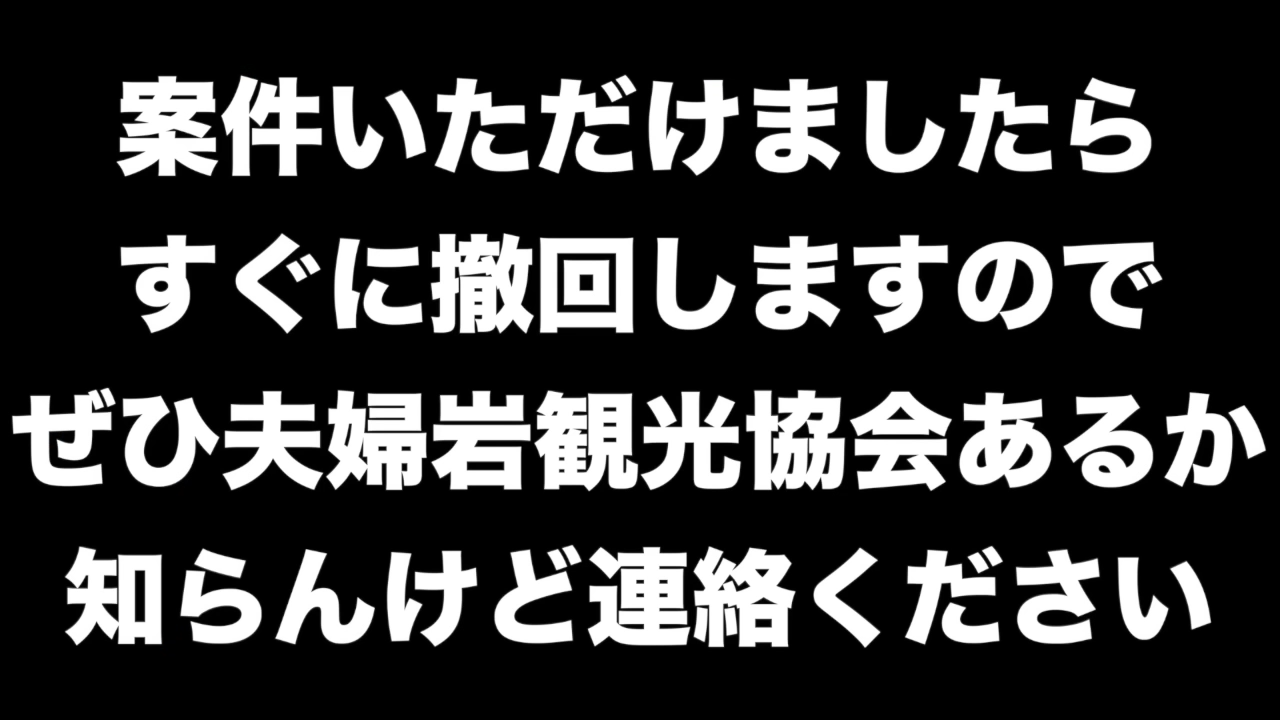 案件いただけましたら
すぐに撤回しますので
ぜひ夫婦岩観光協会あるか
知らんけど連絡ください